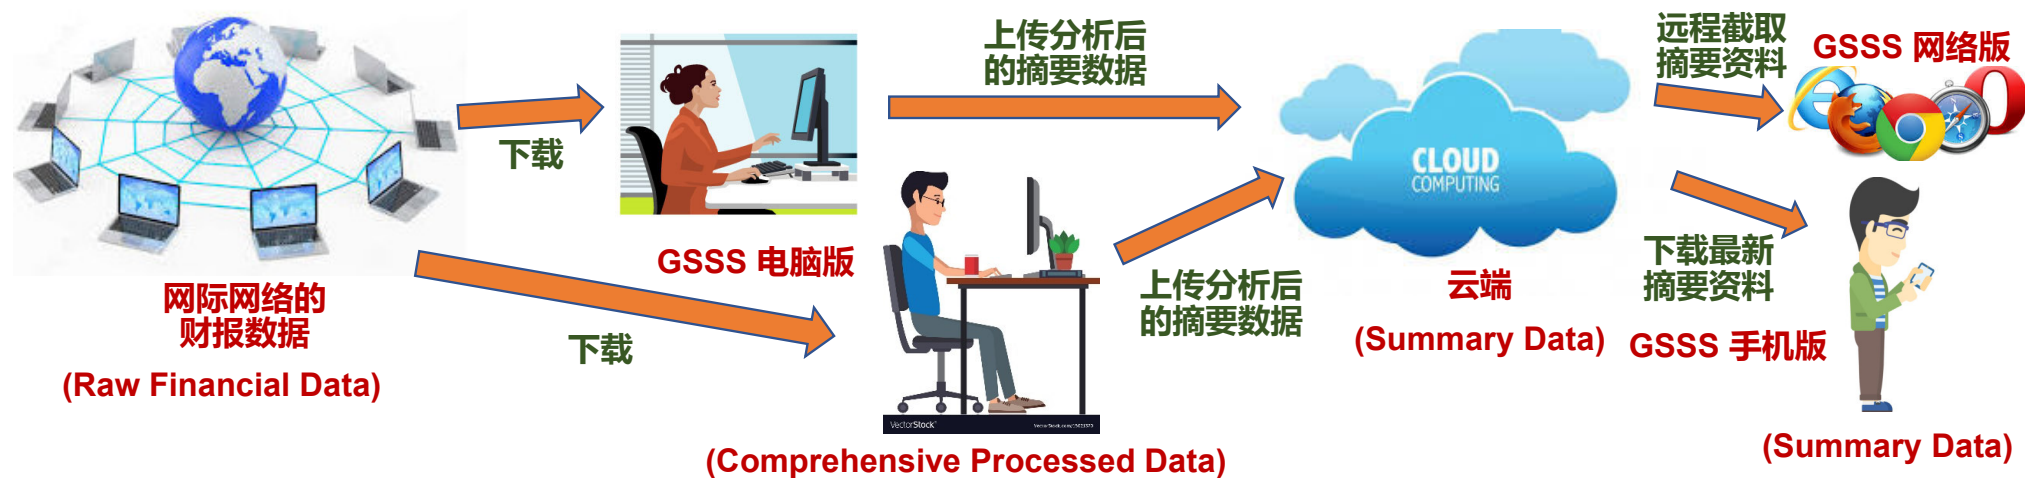 网际网络的
财报数据
(Raw Financial Data)
下载
下载
GSSS 电脑版
VectorStock
VectorStock.com/15021373
(Comprehensive Processed Data)
上传分析后
的摘要数据
上传分析后
的摘要数据
CLOUD
COMPUTING
云端
(Summary Data)
远程截取
摘要资料
GSSS 网络版
下载最新
摘要资料
GSSS 手机版
(Summary Data)